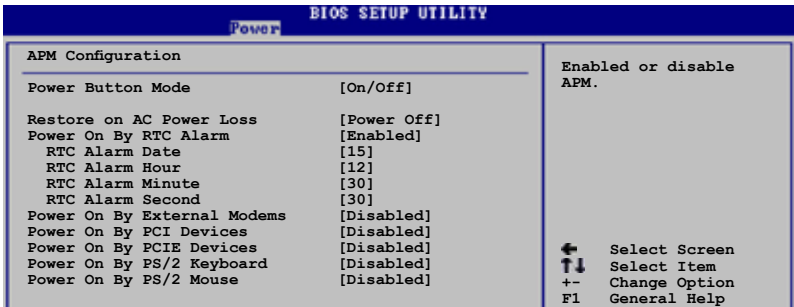 BIOS SETUP UTILITY
Power
APM Configuration
Power Button Mode [On/Off]
Restore on AC Power Loss [Power Off]
Power On By RTC Alarm [Enabled]
RTC Alarm Date [15]
RTC Alarm Hour [12]
RTC Alarm Minute [30]
RTC Alarm Second [30]
Power On By External Modems [Disabled]
Power On By PCI Devices [Disabled]
Power On By PCIE Devices [Disabled]
Power On By PS/2 Keyboard [Disabled]
Power On By PS/2 Mouse [Disabled]
Enabled or disable
APM.
← Select Screen
↑↓ Select Item
+- Change Option
F1 General Help